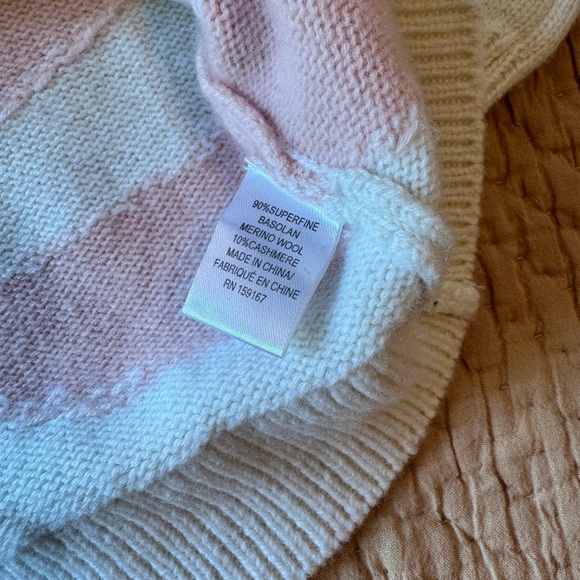 90%SUPERFINE
BASOLAN
MERINO WOOL
10%CASHMERE
MADE IN CHINA/
FABRIQUÉ EN CHINE
RN 159167